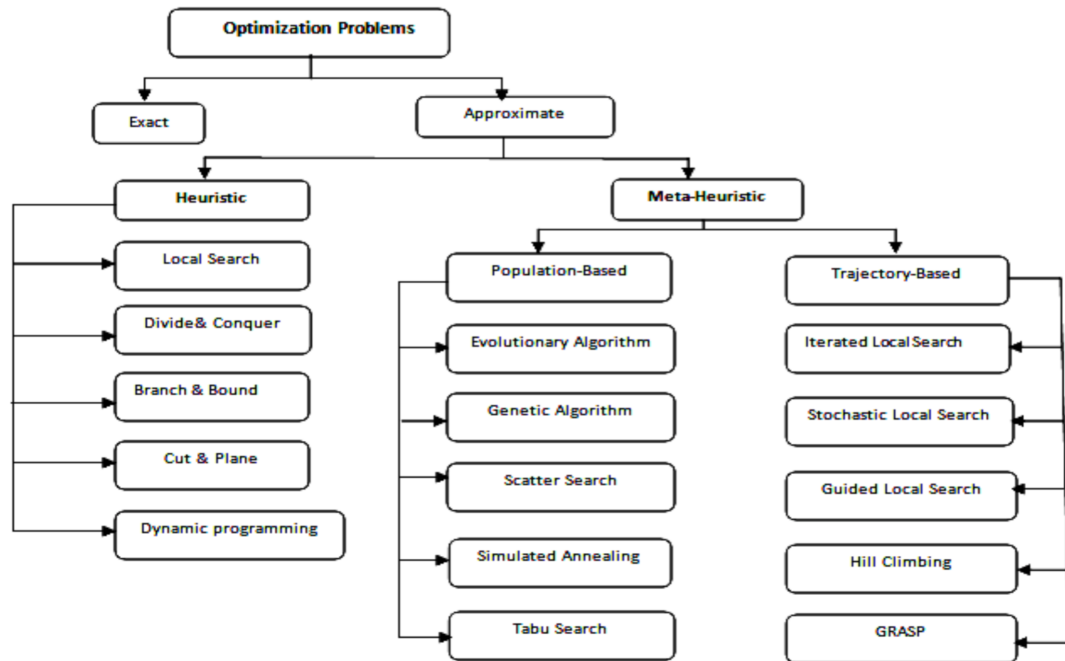 Optimization Problems
Exact
Approximate
Heuristic
Meta-Heuristic
Local Search
Divide& Conquer
Branch & Bound
Cut & Plane
Dynamic programming
Population-Based
Evolutionary Algorithm
Genetic Algorithm
Scatter Search
Simulated Annealing
Tabu Search
Trajectory-Based
Iterated Local Search
Stochastic Local Search
Guided Local Search
Hill Climbing
GRASP